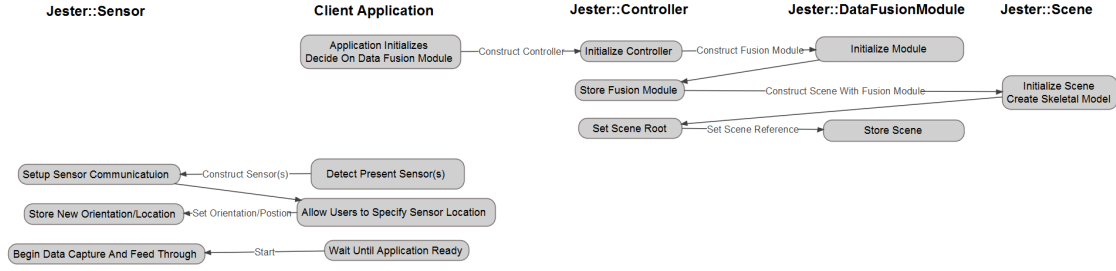 Jester::Sensor
Client Application
Jester::Controller
Jester::DataFusionModule
Jester::Scene
Application Initializes
Decide On Data Fusion Module
Construct Controller
Initialize Controller
Construct Fusion Module
Initialize Module
Store Fusion Module
Construct Scene With Fusion Module
Initialize Scene
Create Skeletal Model
Set Scene Root
Set Scene Reference
Store Scene
Setup Sensor Communicatuion
Construct Sensor(s)
Detect Present Sensor(s)
Store New Orientation/Location
Set Orientation/Postion
Allow Users to Specify Sensor Location
Begin Data Capture And Feed Through
Start
Wait Until Application Ready